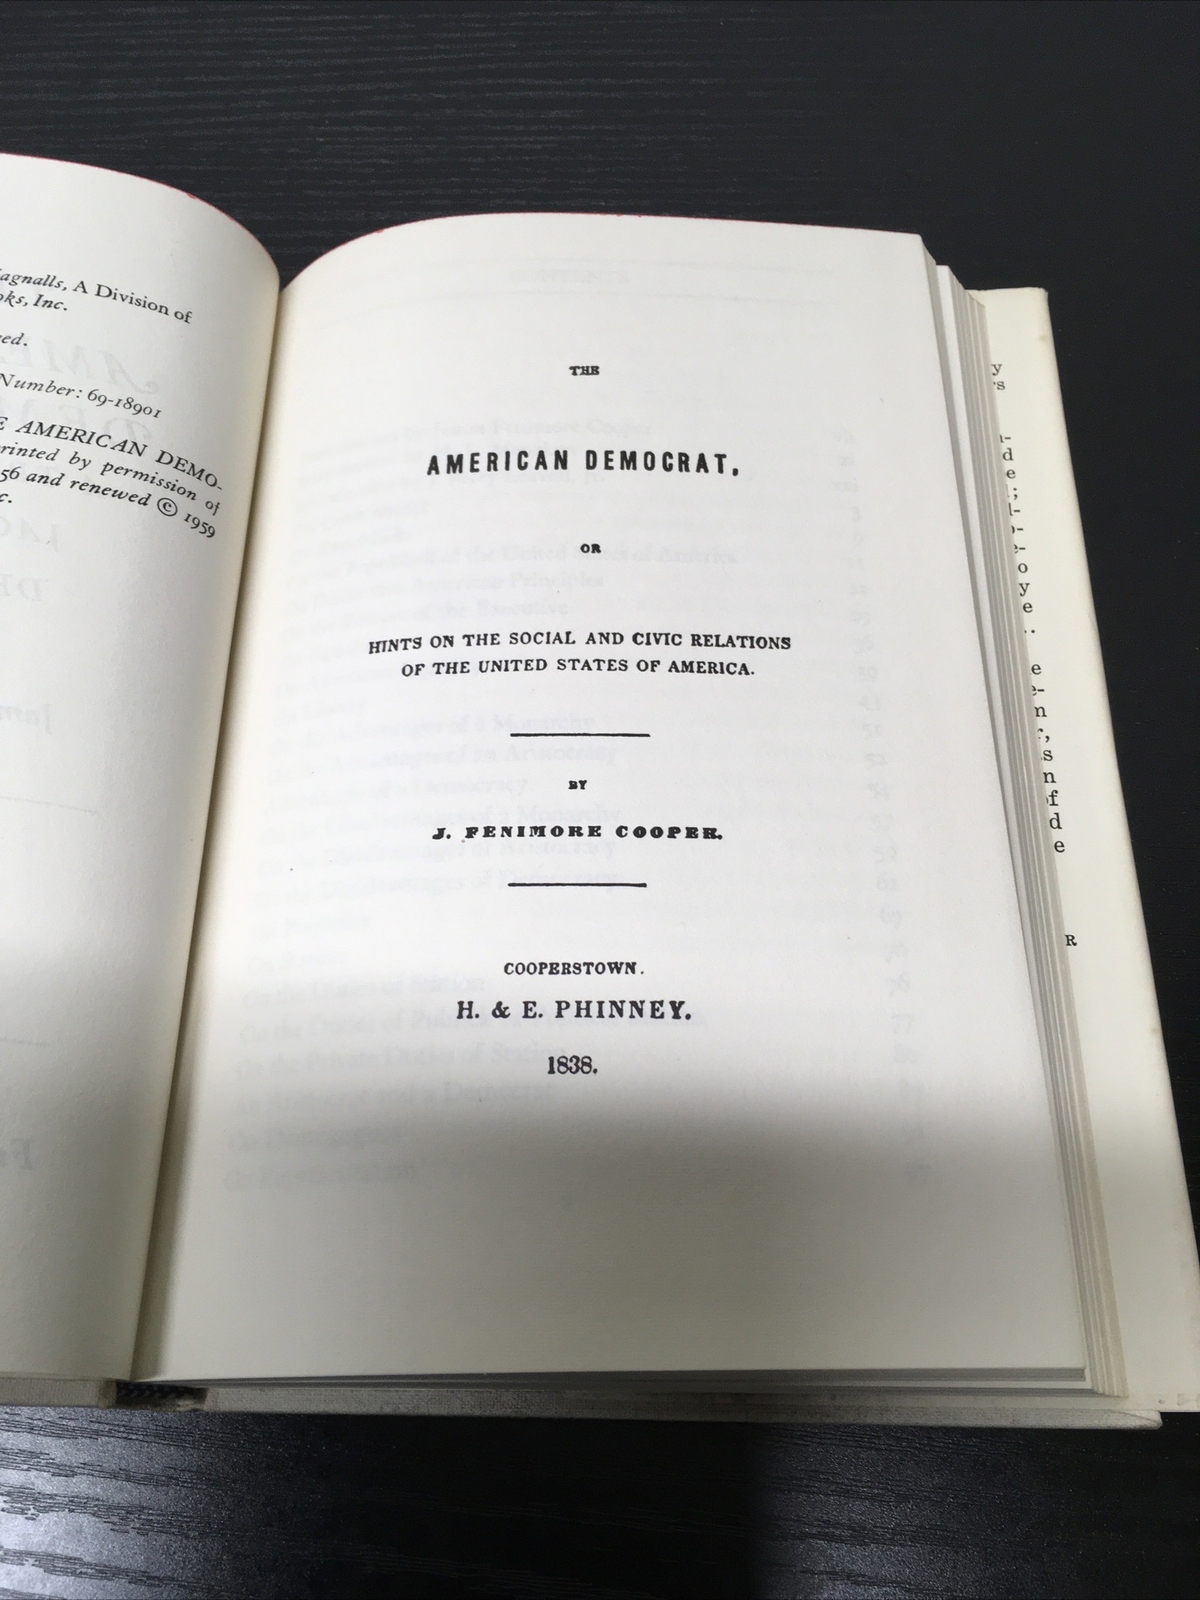 agnalls, A Division of
ks, Inc.
ed.
Number: 69-18901
E AMERICAN DEMO-
rinted by permission of
56 and renewed © 1959
c.
THE
AMERICAN DEMOCRAT,
OR
HINTS ON THE SOCIAL AND CIVIC RELATIONS
OF THE UNITED STATES OF AMERICA.
BY
J. FENIMORE COOPER.
COOPERSTOWN.
H. & E. PHINNEY.
1838.